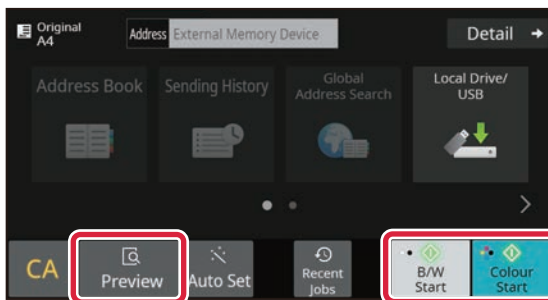 Original
A4
Address External Memory Device
Detail
Address Book
Sending History
Global
Address Search
Local Drive/
USB
CA
Preview
Auto Set
Recent
Jobs
B/W
Start
Colour
Start